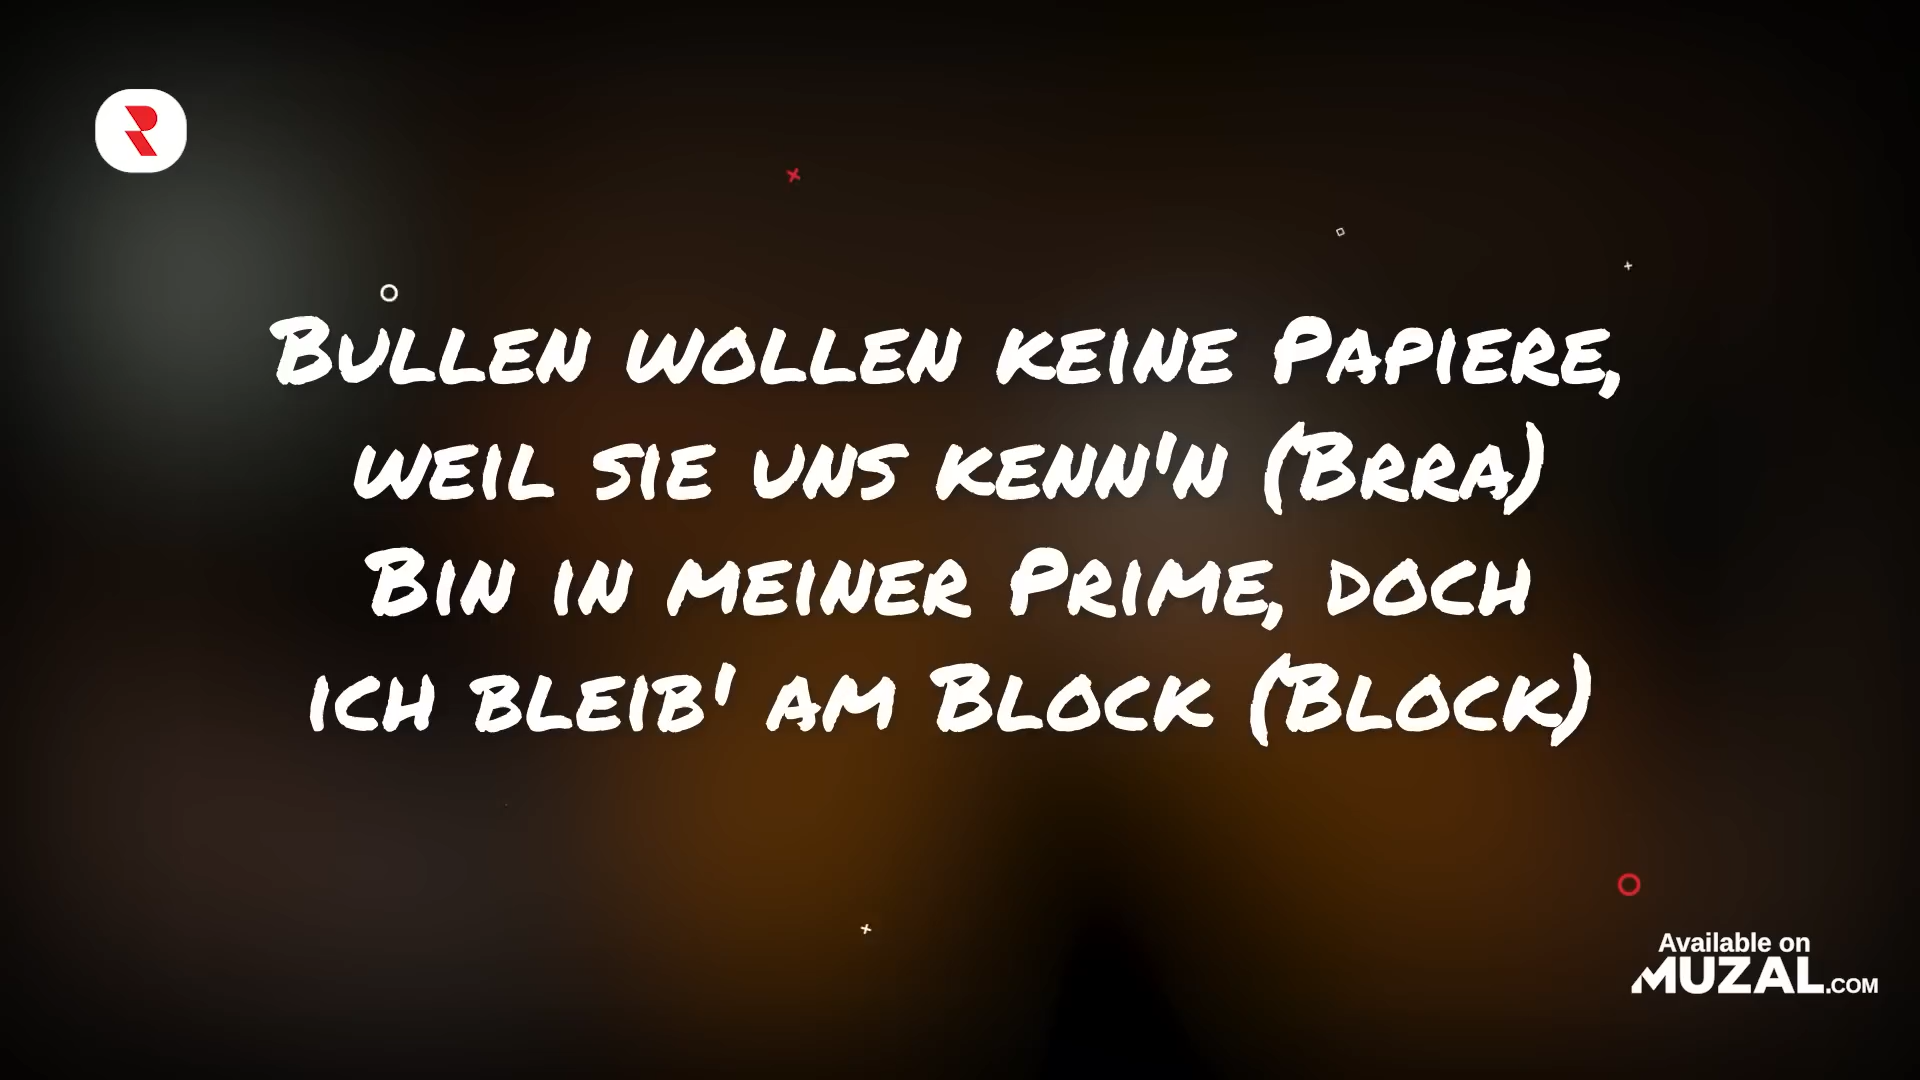 Bullen wollen keine Papiere,
weil sie uns kenn'n (Brra)
Bin in meiner Prime, doch
ich bleib' am Block (Block)
Available on
MUZAL.COM